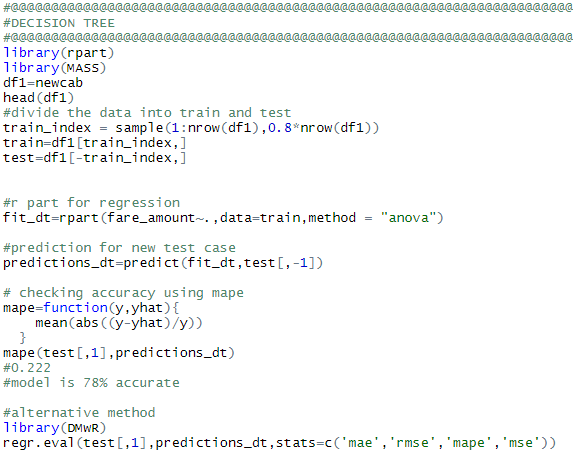 #@@@@@@@@@@@@@@@@@@@@@@@@@@@@@@@@@@@@@@@@@@@@@@@@@@@@@@@@@@@@@@@@@@@@@@
#DECISION TREE
#@@@@@@@@@@@@@@@@@@@@@@@@@@@@@@@@@@@@@@@@@@@@@@@@@@@@@@@@@@@@@@@@@@@@@@
library(rpart)
library(MASS)
df1=newcab
head(df1)
#divide the data into train and test
train_index = sample(1:nrow(df1),0.8*nrow(df1))
train=df1[train_index,]
test=df1[-train_index,]
#r part for regression
fit_dt=rpart(fare_amount~.,data=train,method = "anova")
#prediction for new test case
predictions_dt=predict(fit_dt,test[,-1])
# checking accuracy using mape
mape=function(y,yhat){
    mean(abs((y-yhat)/y))
  }
mape(test[,1],predictions_dt)
#0.222
#model is 78% accurate
#alternative method
library(DMwR)
regr.eval(test[,1],predictions_dt,stats=c('mae','rmse','mape','mse'))